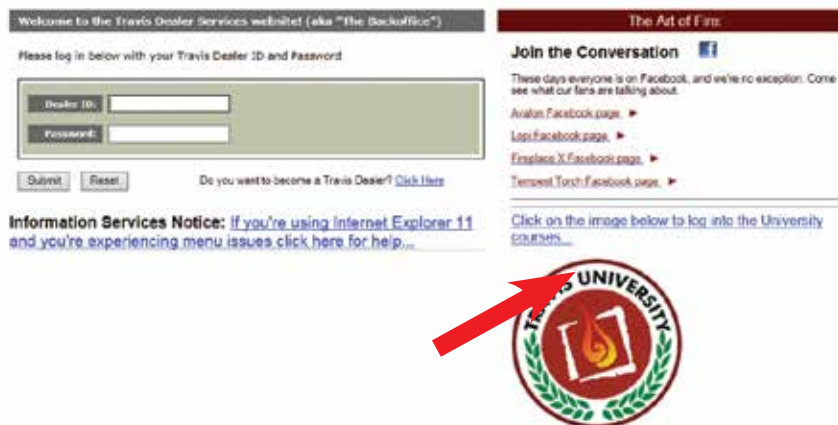 Welcome to the Travis Dealer Services website! (aka "The Backoffice")
Please log in below with your Travis Dealer ID and Password
Dealer ID:
Password:
Submit Reset Do you want to become a Travis Dealer? Click Here
Information Services Notice: If you're using Internet Explorer 11
and you're experiencing menu issues click here for help...
The Art of Fire
Join the Conversation
These days everyone is on Facebook, and we're no exception. Come
see what our fans are talking about.
Avalon Facebook page
Lopi Facebook page
Fireplace X Facebook page
Tempest Torch Facebook page
Click on the image below to log into the University
courses...
TRAVIS UNIVERSITY